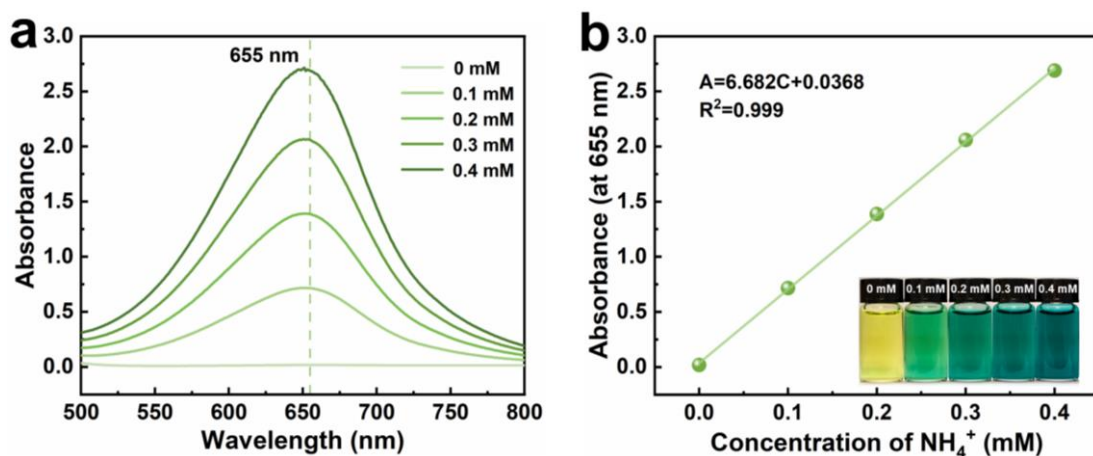 a
3.0
2.5
2.0
1.5
1.0
0.5
0.0
Absorbance
655 nm
0 mM
0.1 mM
0.2 mM
0.3 mM
0.4 mM
500 550 600 650 700 750 800
Wavelength (nm)
b
3.0
2.5
2.0
1.5
1.0
0.5
0.0
Absorbance (at 655 nm)
A=6.682C+0.0368
R²=0.999
0 mM 0.1 mM 0.2 mM 0.3 mM 0.4 mM
0.0 0.1 0.2 0.3 0.4
Concentration of NH₄⁺ (mM)